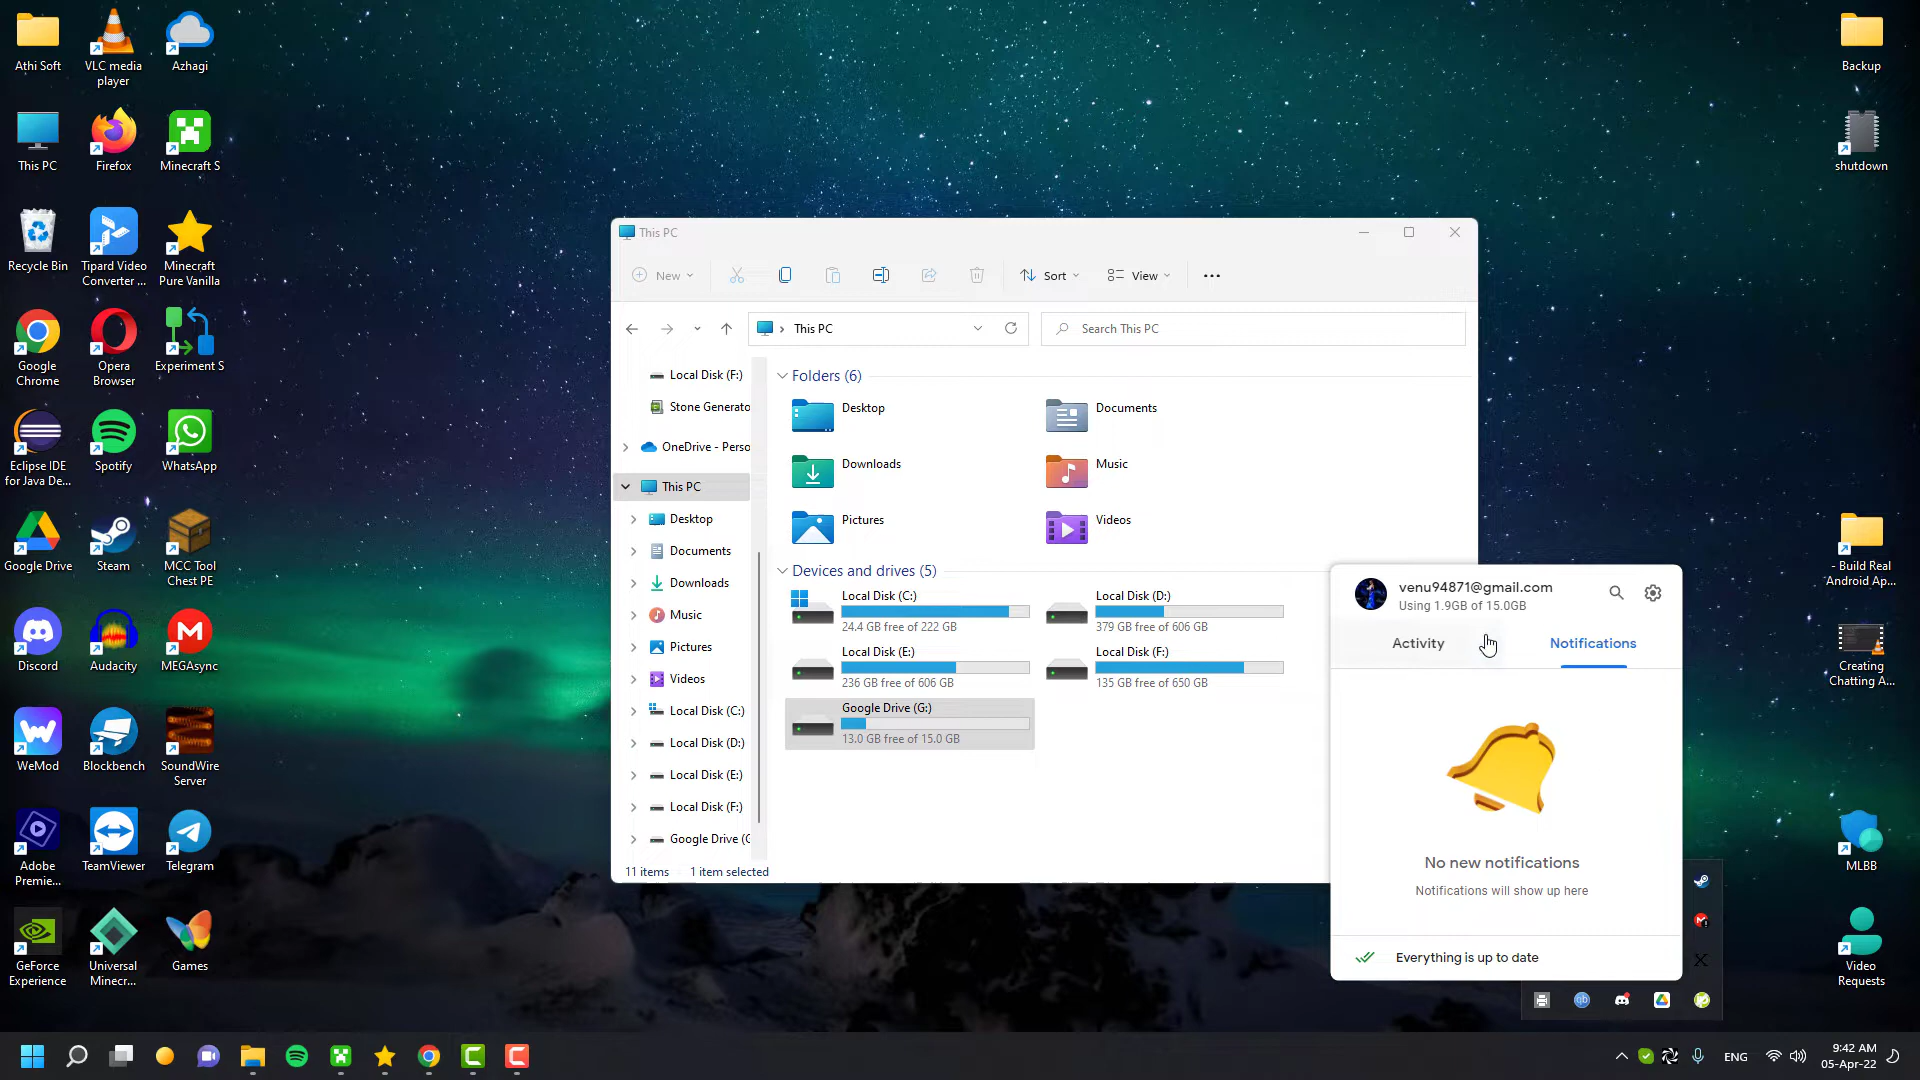 Athi Soft
VLC media
player
Azhagi
This PC
Firefox
Minecraft S
Recycle Bin
Tipard Video
Converter ...
Minecraft
Pure Vanilla
Google
Chrome
Opera
Browser
Experiment S
Eclipse IDE
for Java De...
Spotify
WhatsApp
Google Drive
Steam
MCC Tool
Chest PE
Discord
Audacity
MEGAsync
WeMod
Blockbench
SoundWire
Server
Adobe
Premie...
TeamViewer
Telegram
GeForce
Experience
Universal
Minecr...
Games
This PC
New
Sort
View
This PC
Search This PC
Local Disk (F:)
Stone Generato
OneDrive - Perso
This PC
Desktop
Documents
Downloads
Music
Pictures
Videos
Local Disk (C:)
Local Disk (D:)
Local Disk (E:)
Local Disk (F:)
Google Drive (G
Folders (6)
Desktop
Documents
Downloads
Music
Pictures
Videos
Devices and drives (5)
Local Disk (C:)
24.4 GB free of 222 GB
Local Disk (D:)
379 GB free of 606 GB
Local Disk (E:)
236 GB free of 606 GB
Local Disk (F:)
135 GB free of 650 GB
Google Drive (G:)
13.0 GB free of 15.0 GB
11 items
1 item selected
venu94871@gmail.com
Using 1.9GB of 15.0GB
Activity
Notifications
No new notifications
Notifications will show up here
Everything is up to date
Backup
shutdown
- Build Real
Android Ap...
Creating
Chatting A...
MLBB
Video
Requests
ENG
9:42 AM
05-Apr-22